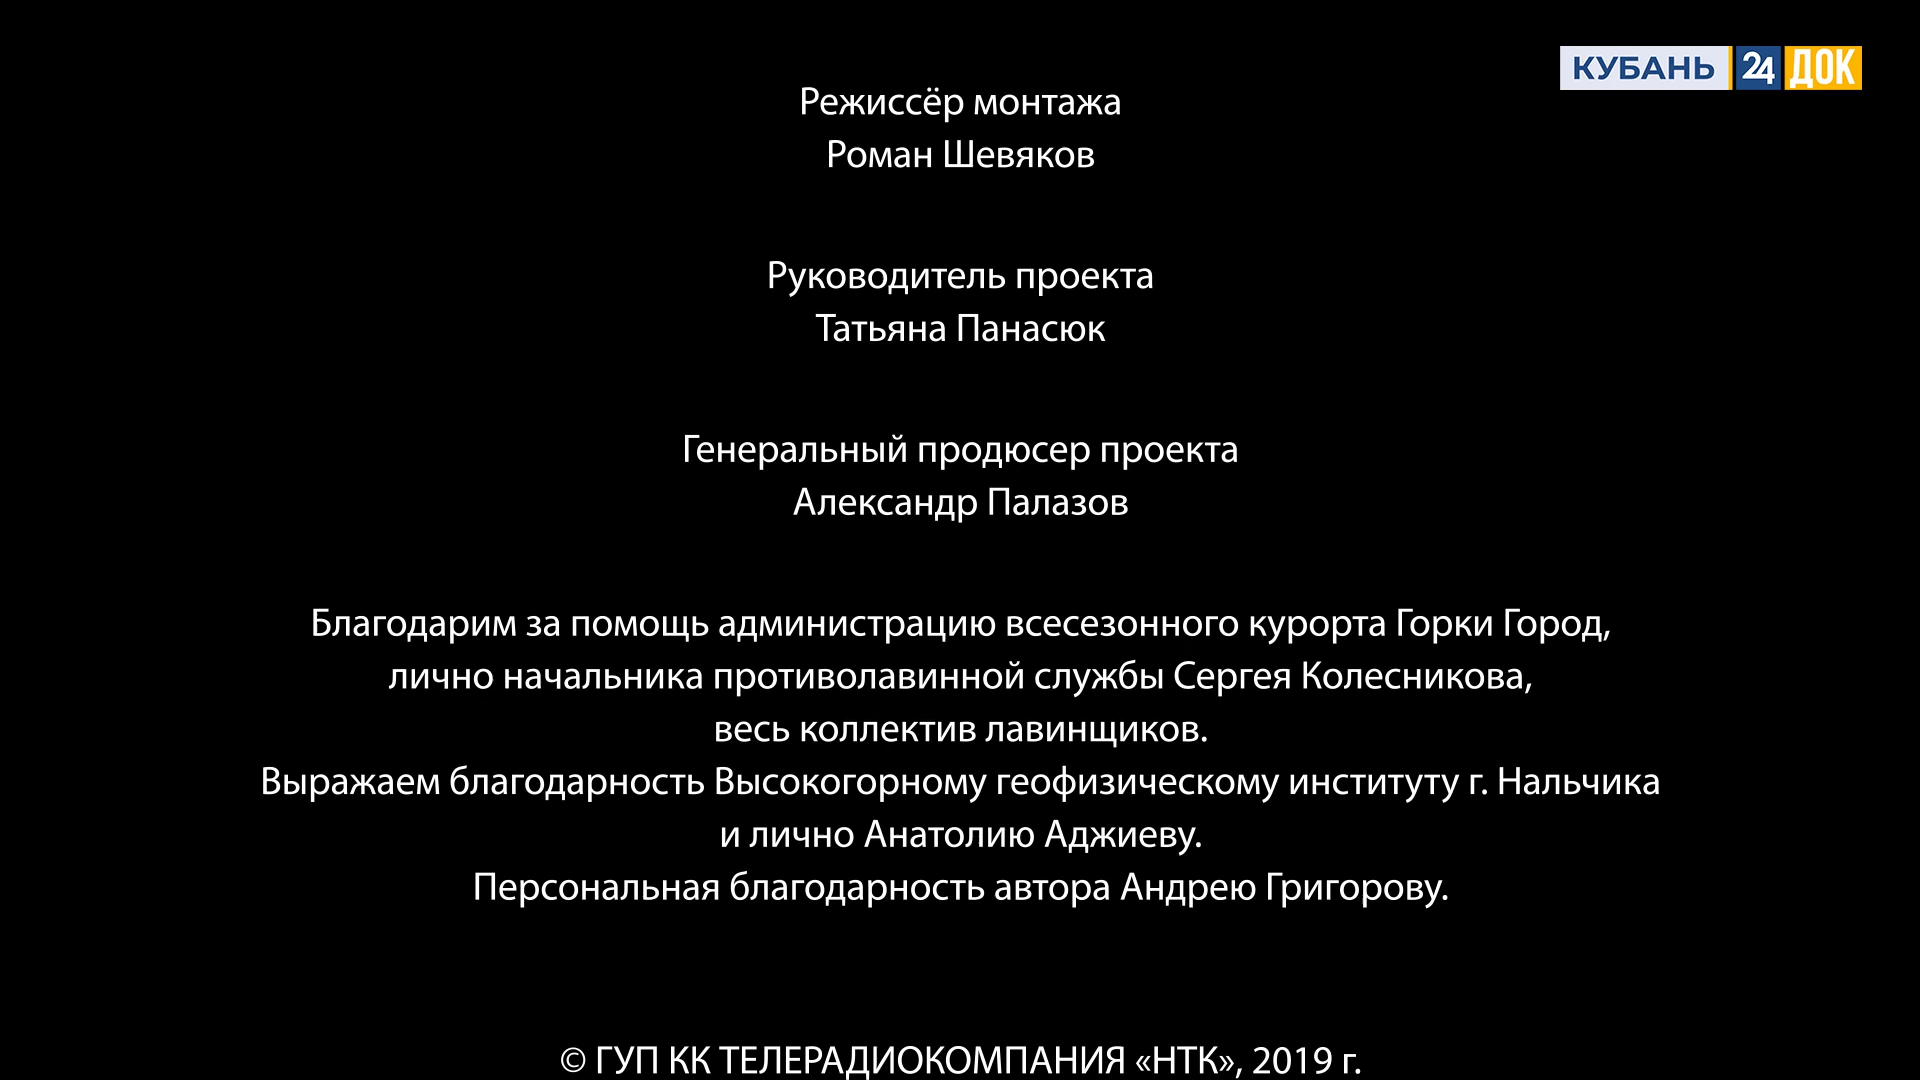 КУБАНЬ 24 ДОК
Режиссёр монтажа
Роман Шевяков
Руководитель проекта
Татьяна Панасюк
Генеральный продюсер проекта
Александр Палазов
Благодарим за помощь администрацию всесезонного курорта Горки Город,
лично начальника противолавинной службы Сергея Колесникова,
весь коллектив лавинщиков.
Выражаем благодарность Высокогорному геофизическому институту г. Нальчика
и лично Анатолию Аджиеву.
Персональная благодарность автора Андрею Григорову.
© ГУП КК ТЕЛЕРАДИОКОМПАНИЯ «НТК», 2019 г.